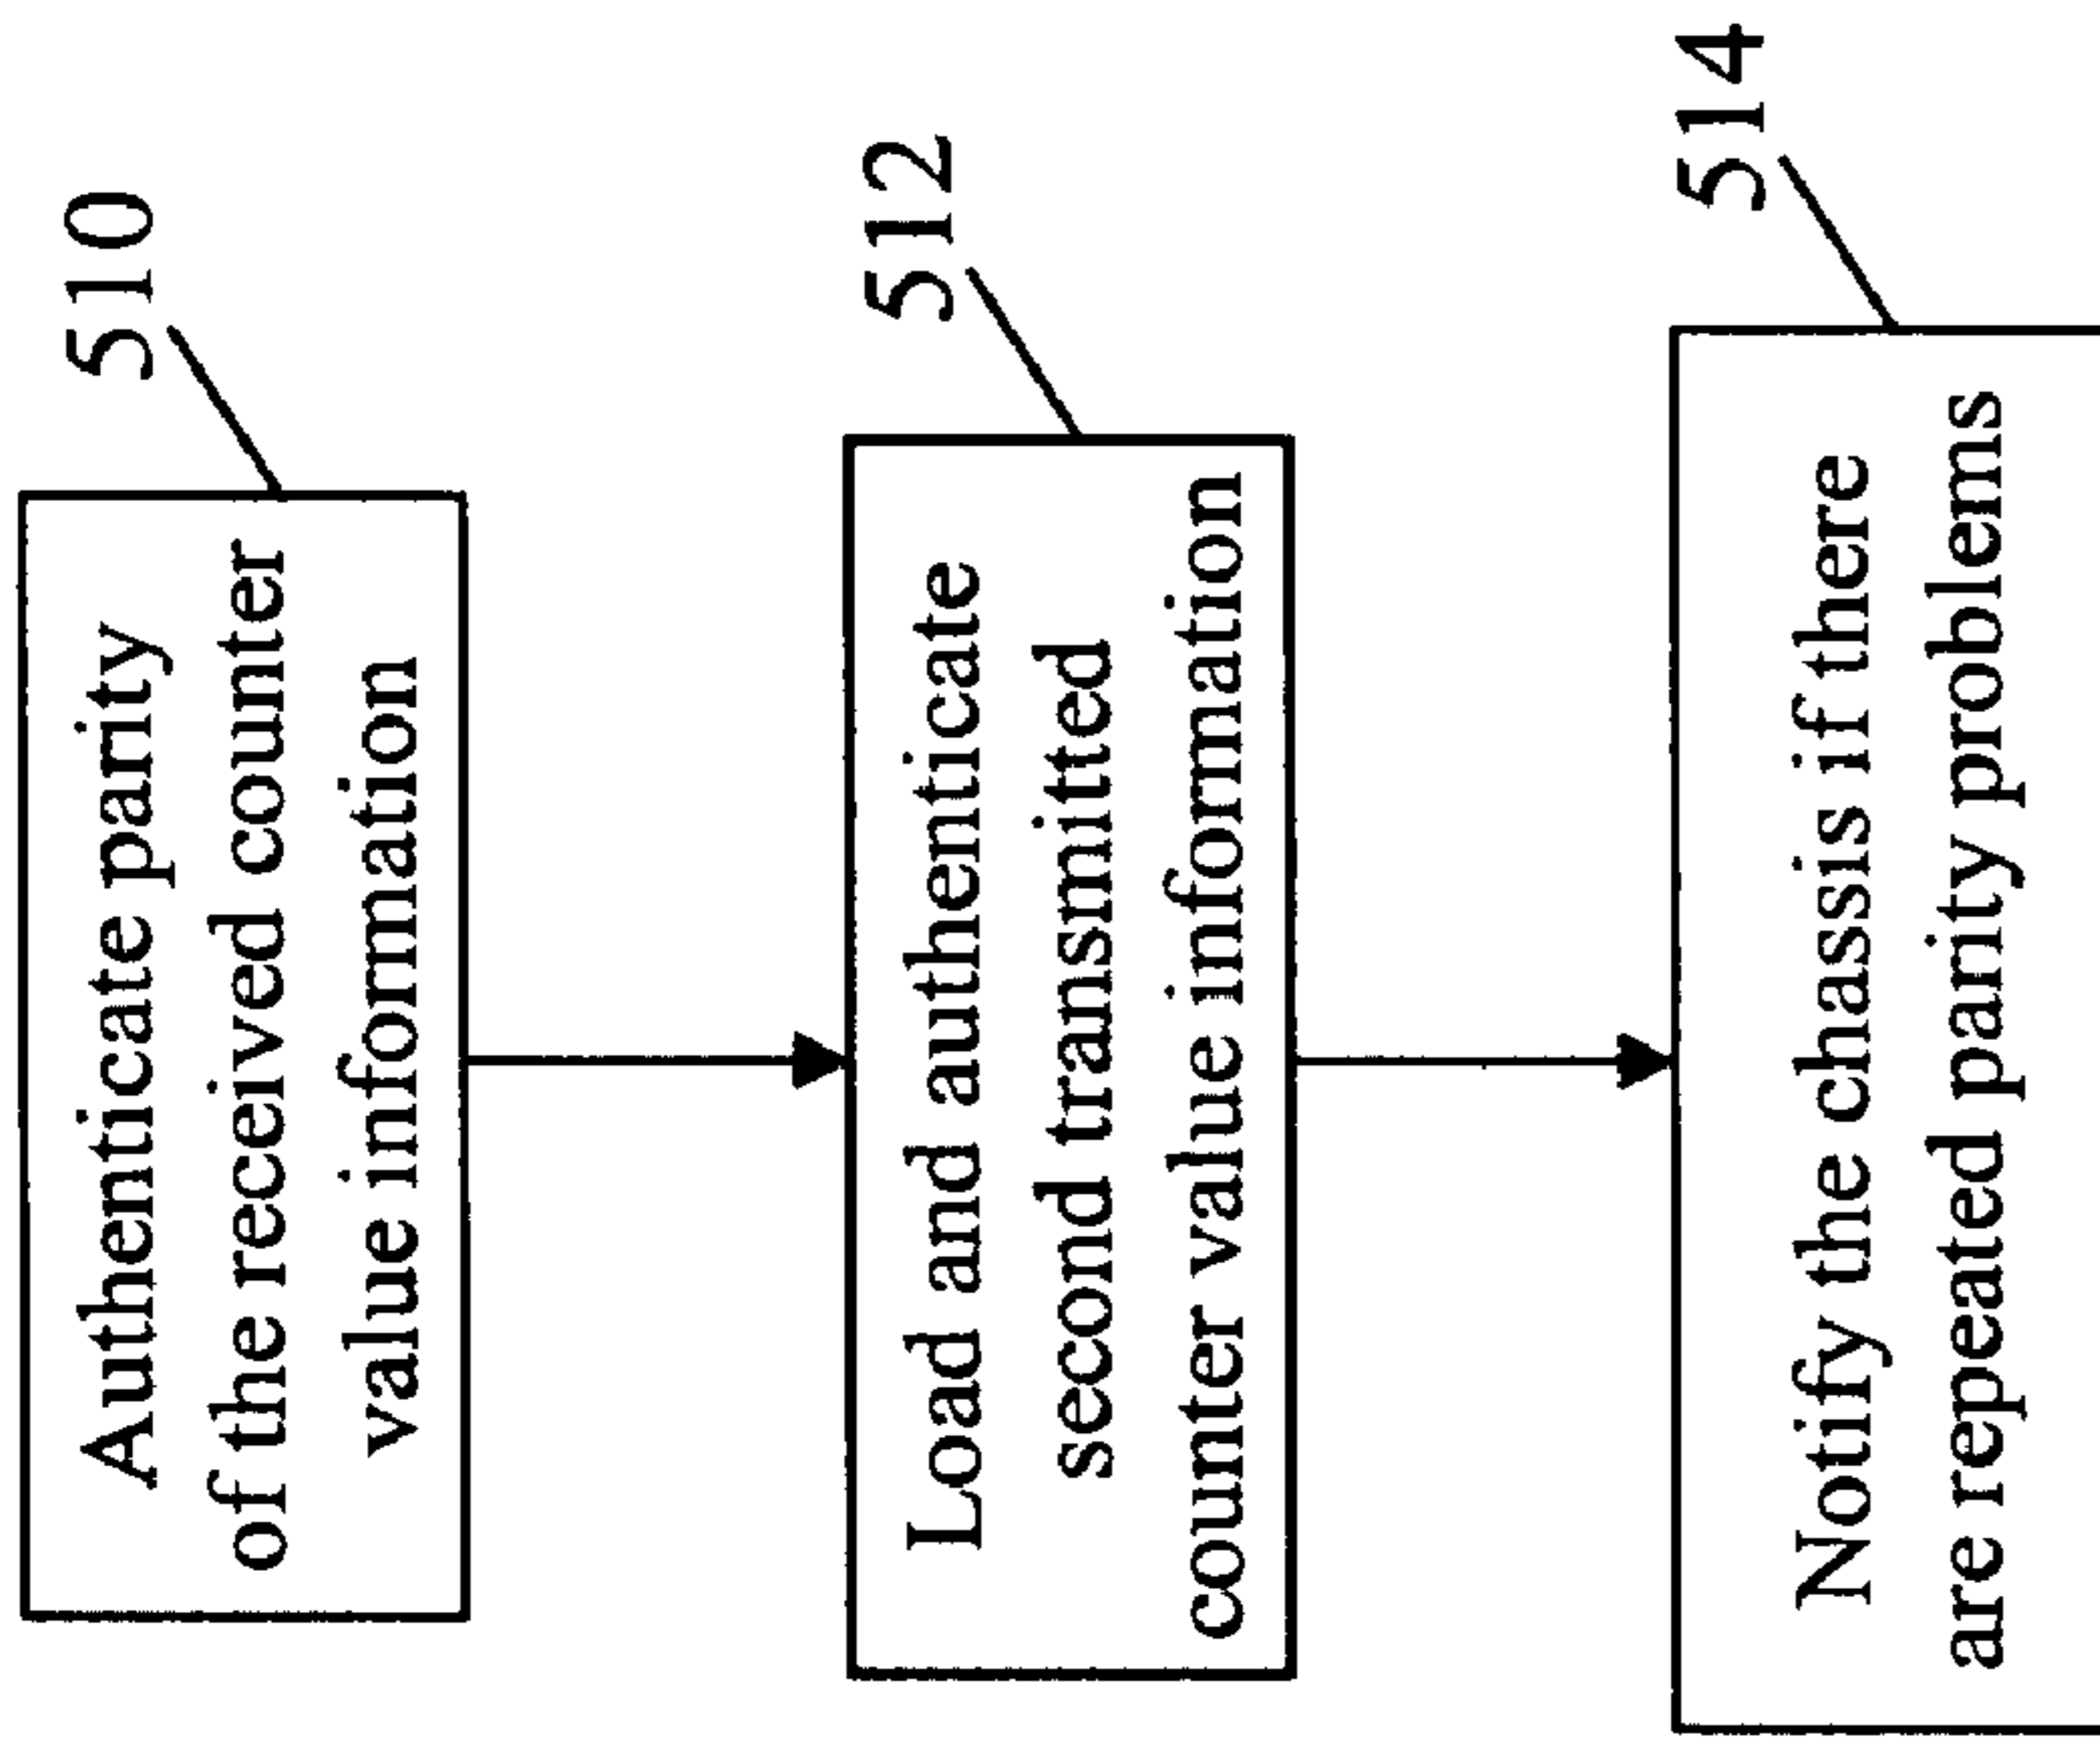 510
Authenticate parity
of the received counter
value information
512
Load and authenticate
second transmitted
counter value information
514
Notify the chassis if there
are repeated parity problems